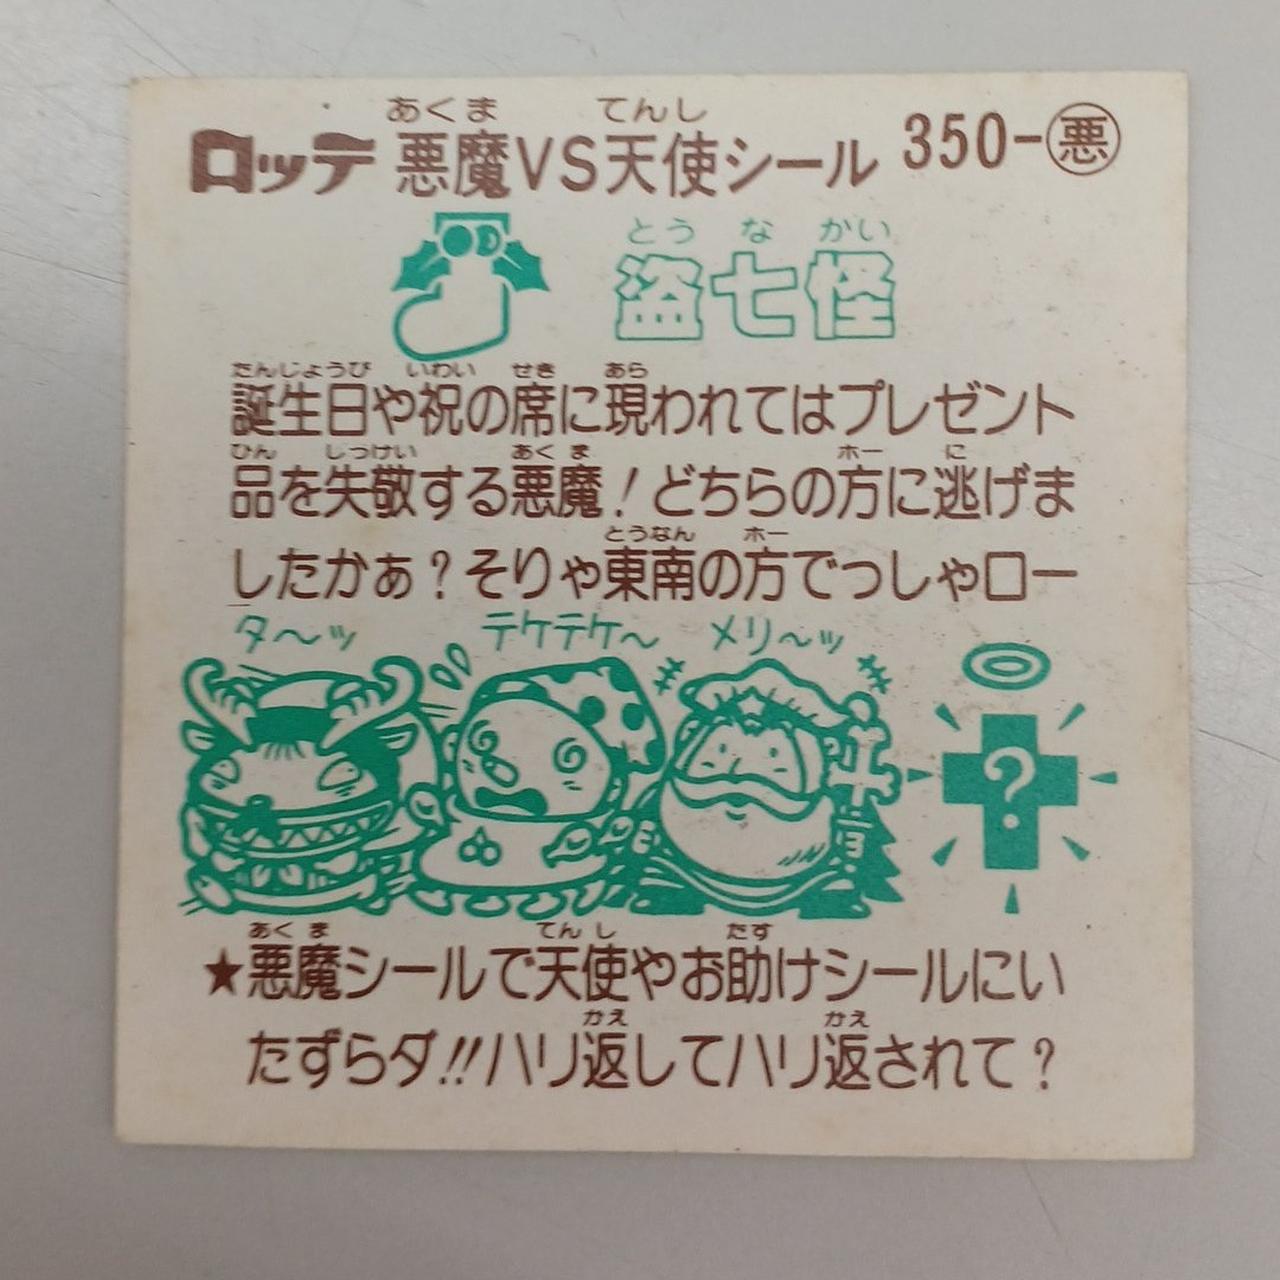 あくま てんし
ロッテ 悪魔VS天使シール 350-悪
とう な かい
盗七怪
たんじょうび いわい せき あら
誕生日や祝の席に現われてはプレゼント
ひん しっけい あくま ホー に
品を失敬する悪魔!どちらの方に逃げま
とうなん ホー
したかぁ?そりゃ東南の方でっしゃロー
タ〜ッ テケテケ〜 メリ〜ッ
?
あくま てんし たす
★悪魔シールで天使やお助けシールにい
かえ かえ
たずらダ!!ハリ返してハリ返されて?